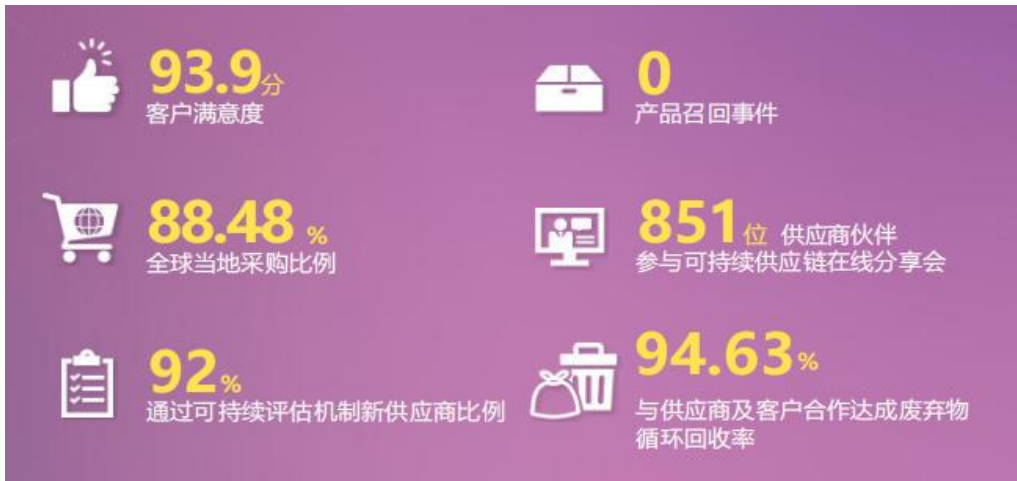 93.9分
客户满意度
0
产品召回事件
88.48 %
全球当地采购比例
851位 供应商伙伴
参与可持续供应链在线分享会
92%
通过可持续评估机制新供应商比例
94.63%
与供应商及客户合作达成废弃物
循环回收率